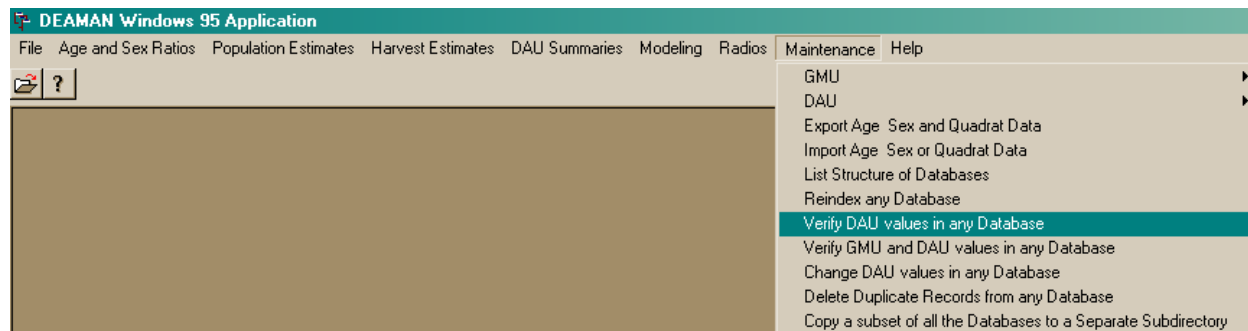 DEAMAN Windows 95 Application
File Age and Sex Ratios Population Estimates Harvest Estimates DAU Summaries Modeling Radios Maintenance Help
?
GMU
DAU
Export Age Sex and Quadrat Data
Import Age Sex or Quadrat Data
List Structure of Databases
Reindex any Database
Verify DAU values in any Database
Verify GMU and DAU values in any Database
Change DAU values in any Database
Delete Duplicate Records from any Database
Copy a subset of all the Databases to a Separate Subdirectory